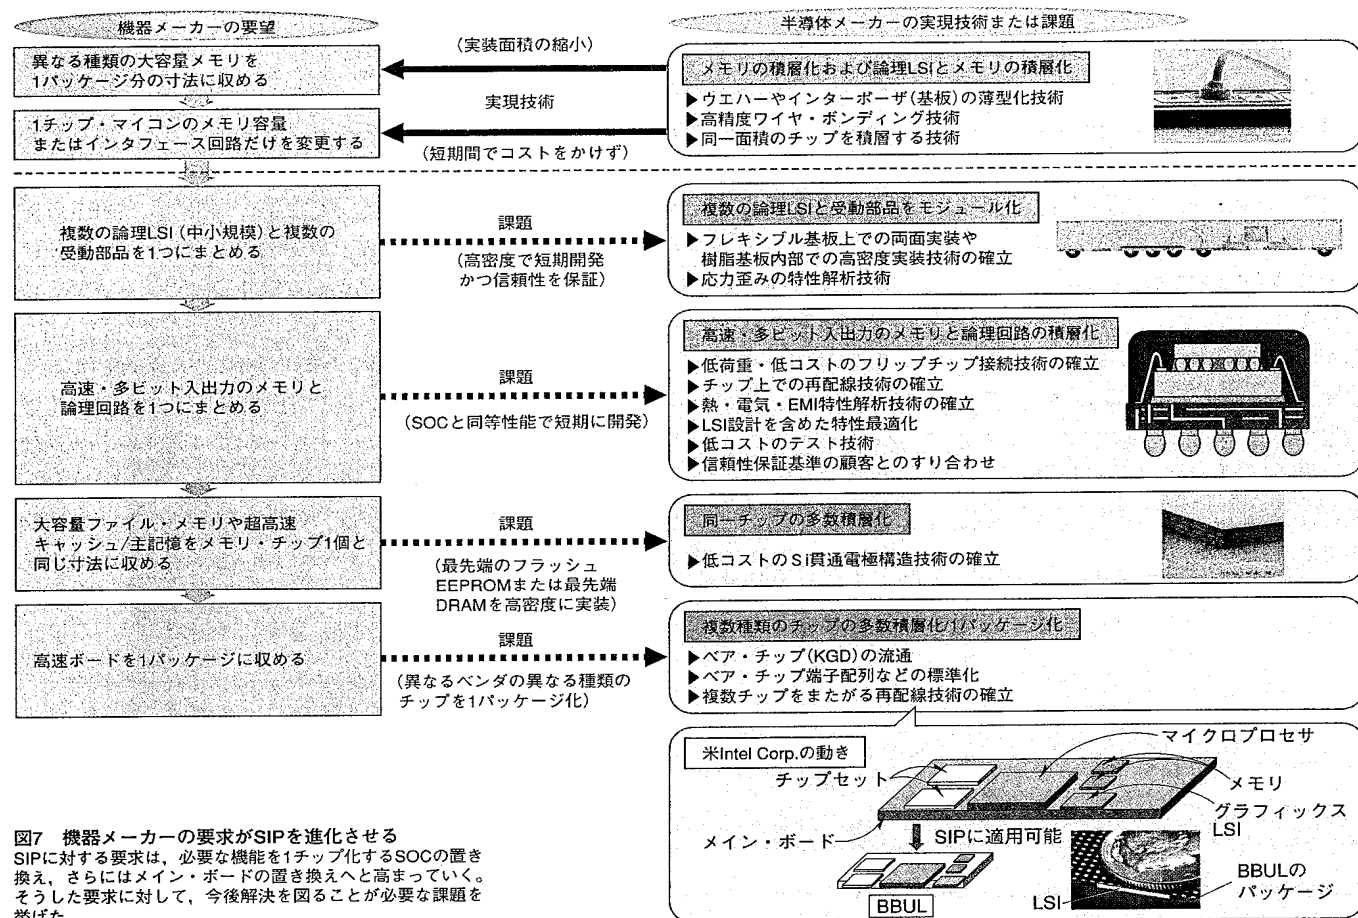 機器メーカーの要望
半導体メーカーの実現技術または課題
異なる種類の大容量メモリを
1パッケージ分の寸法に収める
(実装面積の縮小)
メモリの積層化および論理LSIとメモリの積層化
▶ウエハーやインターポーザ(基板)の薄型化技術
▶高精度ワイヤ・ボンディング技術
▶同一面積のチップを積層する技術
1チップ・マイコンのメモリ容量
またはインタフェース回路だけを変更する
実現技術
(短期間でコストをかけず)
複数の論理LSI(中小規模)と複数の
受動部品を1つにまとめる
課題
(高密度で短期開発
かつ信頼性を保証)
複数の論理LSIと受動部品をモジュール化
▶フレキシブル基板上での両面実装や
樹脂基板内部での高密度実装技術の確立
▶応力歪みの特性解析技術
高速・多ビット入出力のメモリと
論理回路を1つにまとめる
課題
(SOCと同等性能で短期に開発)
高速・多ビット入出力のメモリと論理回路の積層化
▶低荷重・低コストのフリップチップ接続技術の確立
▶チップ上での再配線技術の確立
▶熱・電気・EMI特性解析技術の確立
▶LSI設計を含めた特性最適化
▶低コストのテスト技術
▶信頼性保証基準の顧客とのすり合わせ
大容量ファイル・メモリや超高速
キャッシュ/主記憶をメモリ・チップ1個と
同じ寸法に収める
課題
(最先端のフラッシュ
EEPROMまたは最先端
DRAMを高密度に実装)
同一チップの多数積層化
▶低コストのSi貫通電極構造技術の確立
高速ボードを1パッケージに収める
課題
(異なるベンダの異なる種類の
チップを1パッケージ化)
複数種類のチップの多数積層化/1パッケージ化
▶ベア・チップ(KGD)の流通
▶ベア・チップ端子配列などの標準化
▶複数チップをまたがる再配線技術の確立
米Intel Corp.の動き
マイクロプロセサ
チップセット
メモリ
グラフィックス
LSI
メイン・ボード
SIPに適用可能
BBULの
パッケージ
LSI
BBUL
図7 機器メーカーの要求がSIPを進化させる
SIPに対する要求は，必要な機能を1チップ化するSOCの置き
換え，さらにはメイン・ボードの置き換えへと高まっていく。
そうした要求に対して，今後解決を図ることが必要な課題を
挙げた。